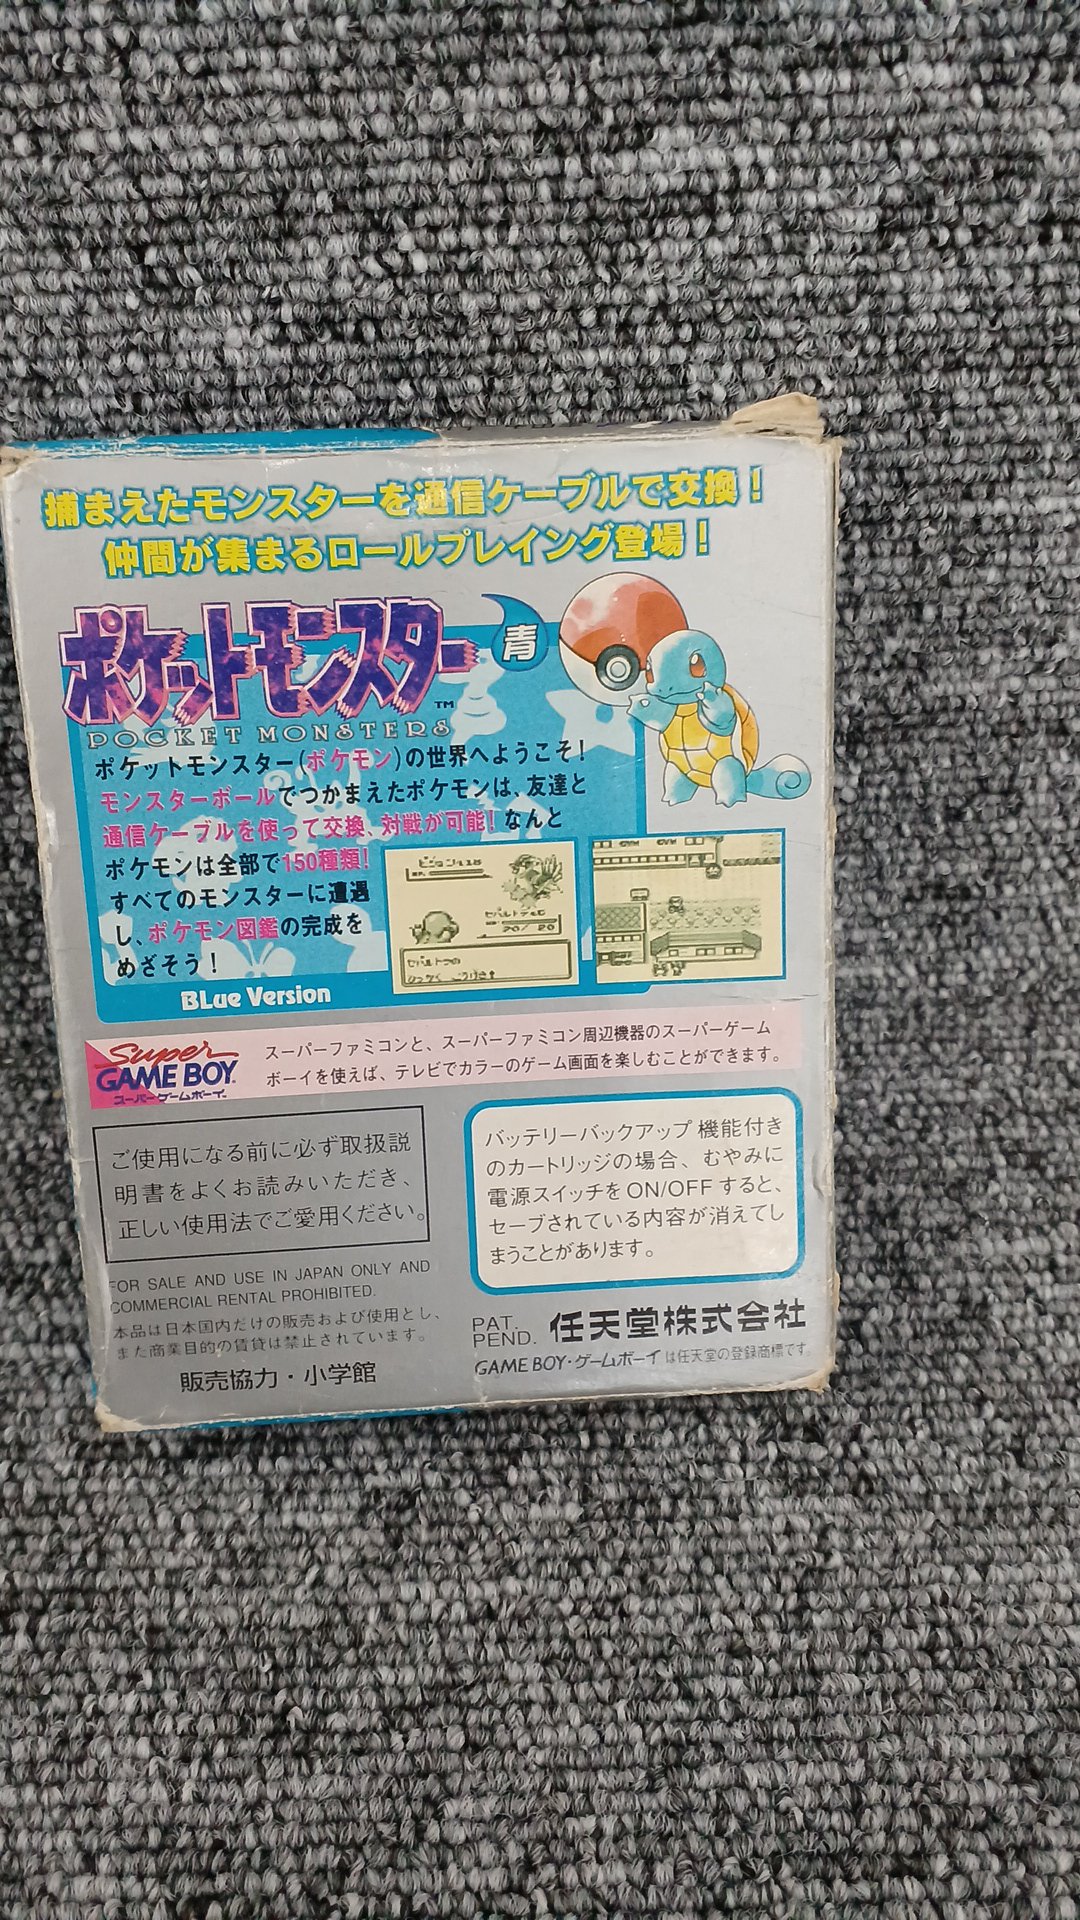 捕まえたモンスターを通信ケーブルで交換！
仲間が集まるロールプレイング登場！
ポケットモンスター 青
TM
POCKET MONSTERS
ポケットモンスター(ポケモン)の世界へようこそ！
モンスターボールでつかまえたポケモンは、友達と
通信ケーブルを使って交換、対戦が可能！なんと
ポケモンは全部で150種類！
すべてのモンスターに遭遇
し、ポケモン図鑑の完成を
めざそう！
20/ 20
BLue Version
Super
GAME BOY
スーパーゲームボーイ
スーパーファミコンと、スーパーファミコン周辺機器のスーパーゲーム
ボーイを使えば、テレビでカラーのゲーム画面を楽しむことができます。
ご使用になる前に必ず取扱説
明書をよくお読みいただき、
正しい使用法でご愛用ください。
バッテリーバックアップ機能付き
のカートリッジの場合、むやみに
電源スイッチをON/OFFすると、
セーブされている内容が消えてし
まうことがあります。
FOR SALE AND USE IN JAPAN ONLY AND
COMMERCIAL RENTAL PROHIBITED.
本品は日本国内だけの販売および使用とし、
また商業目的の賃貸は禁止されています。
販売協力・小学館
PAT.
PEND. 任天堂株式会社
GAME BOY・ゲームボーイは任天堂の登録商標です。